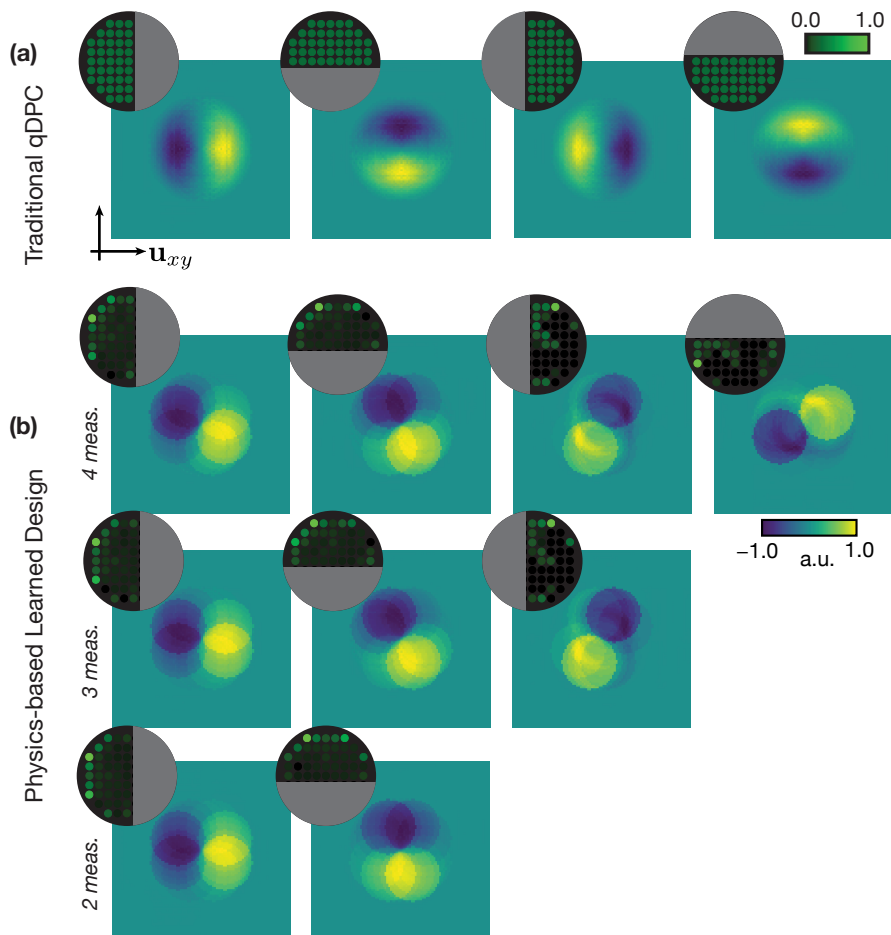 (a)
0.0 1.0
Traditional qDPC
u_xy
(b)
Physics-based Learned Design
4 meas.
−1.0 1.0
a.u.
3 meas.
2 meas.